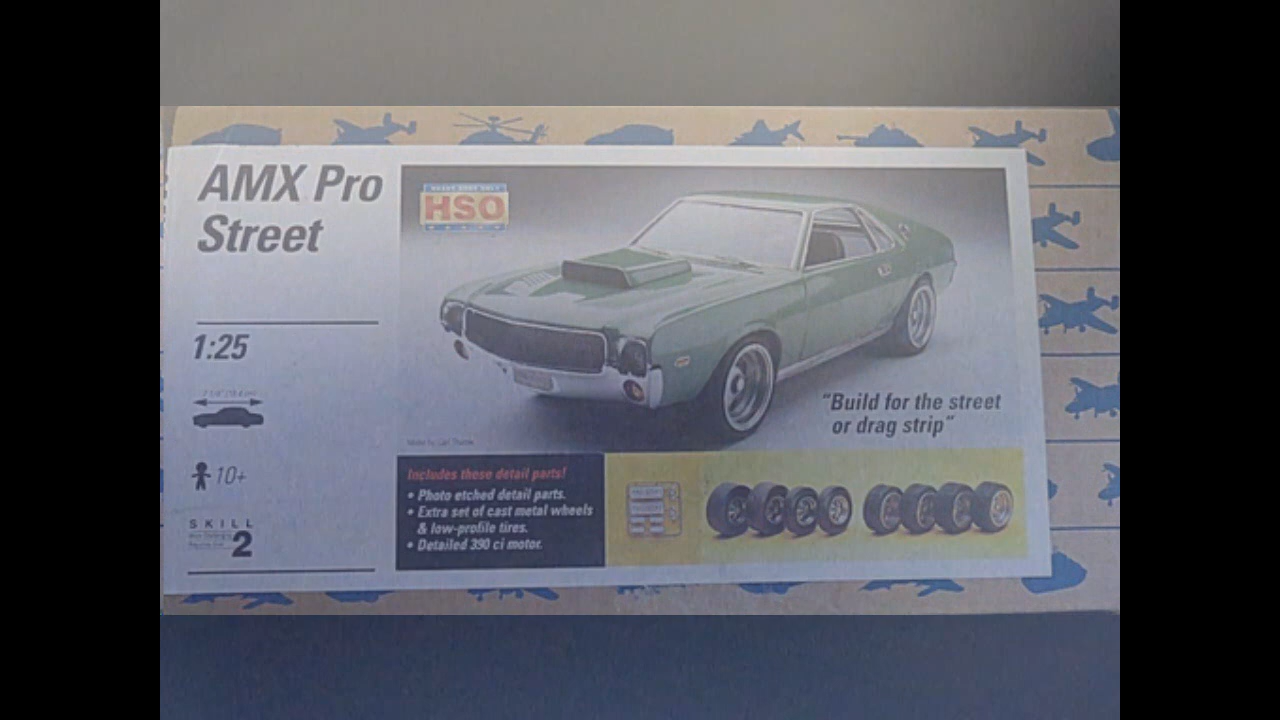 AMX Pro
Street
HSO
1:25
10+
SKILL
2
"Build for the street
or drag strip"
Includes these detail parts!
• Photo etched detail parts.
• Extra set of cast metal wheels
& low-profile tires.
• Detailed 390 ci motor.